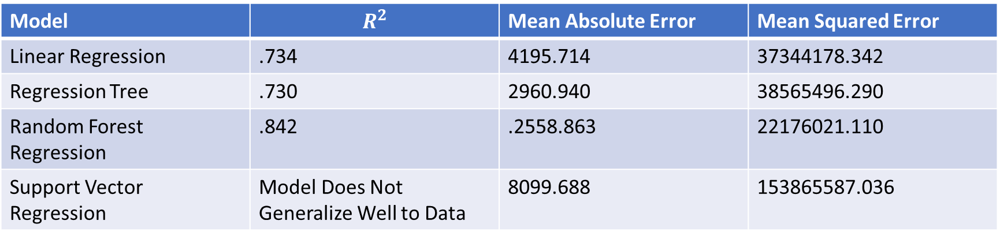 Model R² Mean Absolute Error Mean Squared Error
Linear Regression .734 4195.714 37344178.342
Regression Tree .730 2960.940 38565496.290
Random Forest .842 .2558.863 22176021.110
Regression
Support Vector Model Does Not 8099.688 153865587.036
Regression Generalize Well to Data